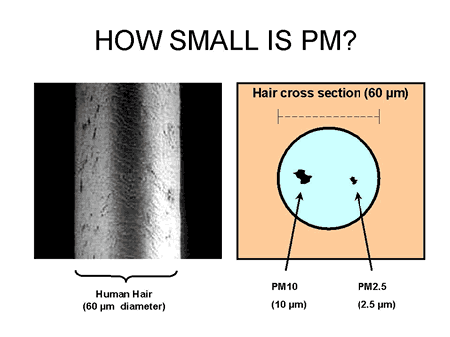 HOW SMALL IS PM?
Hair cross section (60 µm)
Human Hair
(60 µm diameter)
PM10
(10 µm)
PM2.5
(2.5 µm)